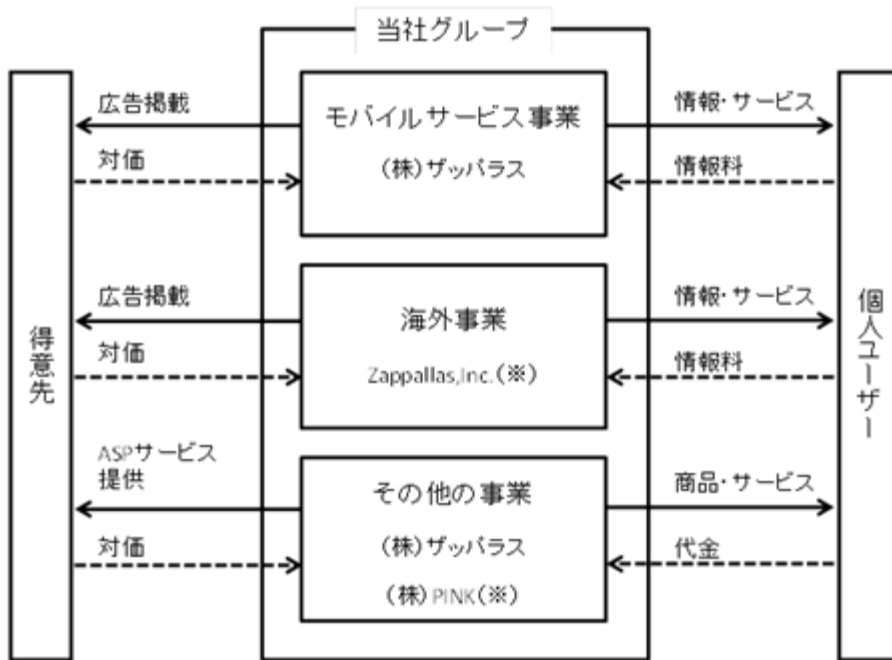 当社グループ
広告掲載
対価
モバイルサービス事業
(株)ザッパラス
情報・サービス
情報料
広告掲載
対価
海外事業
Zappallas,Inc.(※)
情報・サービス
情報料
得意先
個人ユーザー
ASPサービス
提供
対価
その他の事業
(株)ザッパラス
(株)PINK(※)
商品・サービス
代金